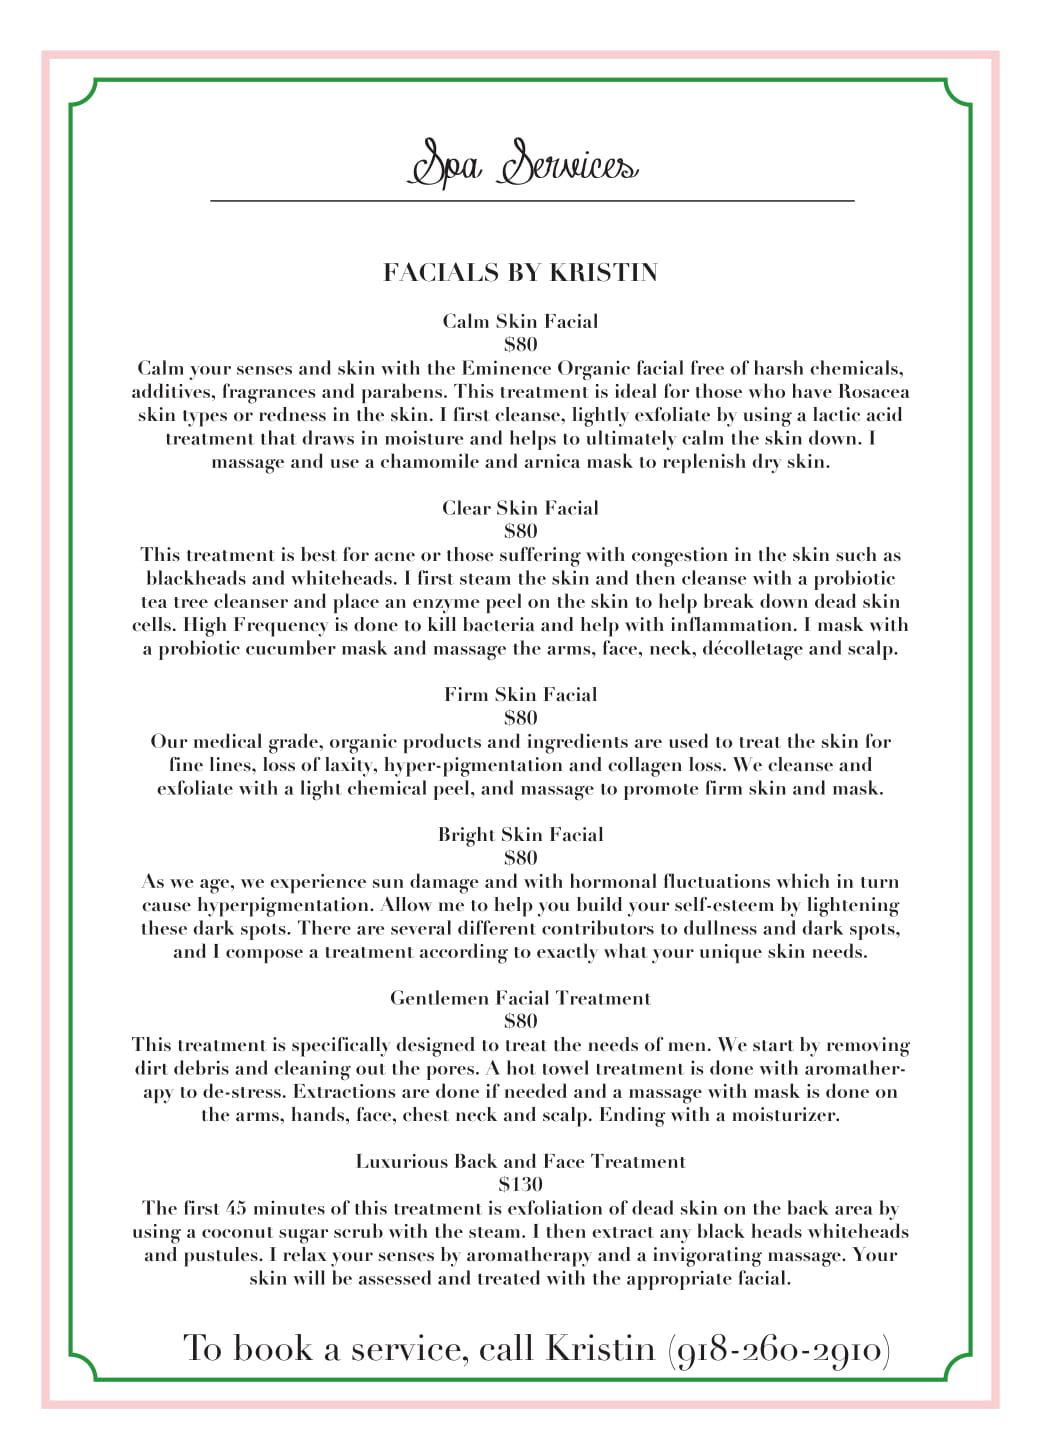 Spa Services
FACIALS BY KRISTIN
Calm Skin Facial
$80
Calm your senses and skin with the Eminence Organic facial free of harsh chemicals,
additives, fragrances and parabens. This treatment is ideal for those who have Rosacea
skin types or redness in the skin. I first cleanse, lightly exfoliate by using a lactic acid
treatment that draws in moisture and helps to ultimately calm the skin down. I
massage and use a chamomile and arnica mask to replenish dry skin.
Clear Skin Facial
$80
This treatment is best for acne or those suffering with congestion in the skin such as
blackheads and whiteheads. I first steam the skin and then cleanse with a probiotic
tea tree cleanser and place an enzyme peel on the skin to help break down dead skin
cells. High Frequency is done to kill bacteria and help with inflammation. I mask with
a probiotic cucumber mask and massage the arms, face, neck, décolletage and scalp.
Firm Skin Facial
$80
Our medical grade, organic products and ingredients are used to treat the skin for
fine lines, loss of laxity, hyper-pigmentation and collagen loss. We cleanse and
exfoliate with a light chemical peel, and massage to promote firm skin and mask.
Bright Skin Facial
$80
As we age, we experience sun damage and with hormonal fluctuations which in turn
cause hyperpigmentation. Allow me to help you build your self-esteem by lightening
these dark spots. There are several different contributors to dullness and dark spots,
and I compose a treatment according to exactly what your unique skin needs.
Gentlemen Facial Treatment
$80
This treatment is specifically designed to treat the needs of men. We start by removing
dirt debris and cleaning out the pores. A hot towel treatment is done with aromather-
apy to de-stress. Extractions are done if needed and a massage with mask is done on
the arms, hands, face, chest neck and scalp. Ending with a moisturizer.
Luxurious Back and Face Treatment
$130
The first 45 minutes of this treatment is exfoliation of dead skin on the back area by
using a coconut sugar scrub with the steam. I then extract any black heads whiteheads
and pustules. I relax your senses by aromatherapy and a invigorating massage. Your
skin will be assessed and treated with the appropriate facial.
To book a service, call Kristin (918-260-2910)